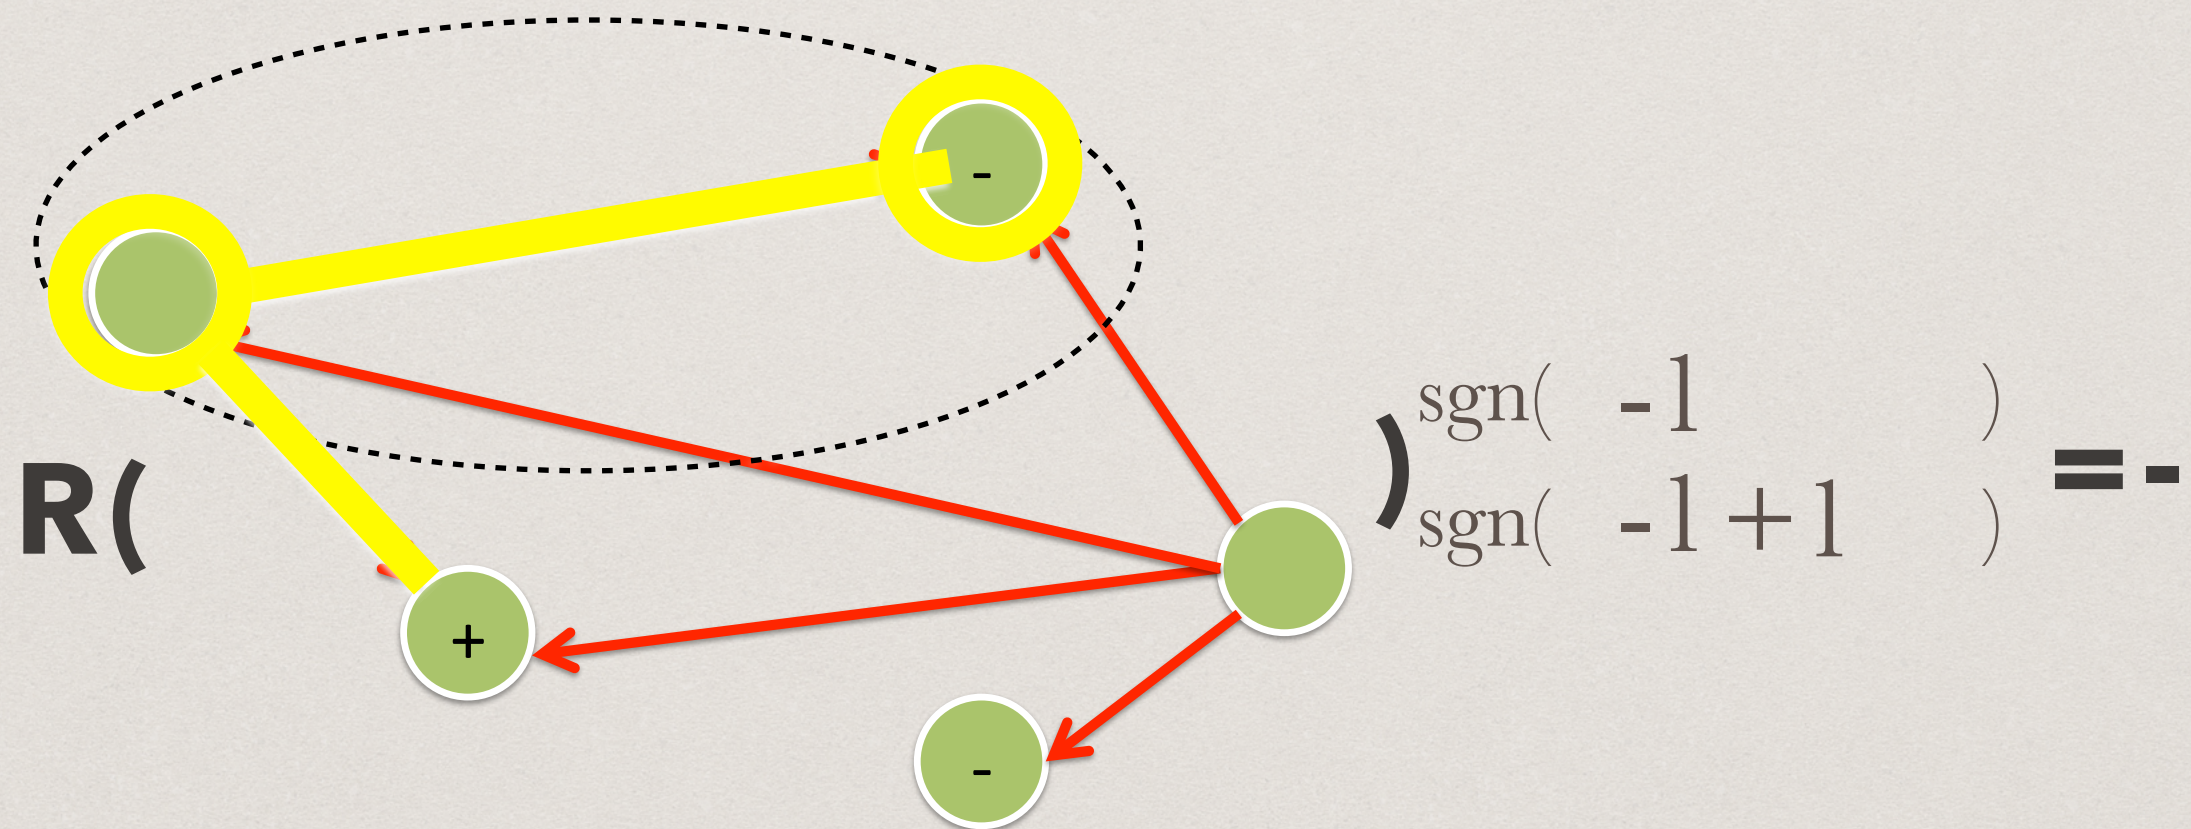 -
R(
)
sgn( -1 )
sgn( -1+1 )
=-
+
-